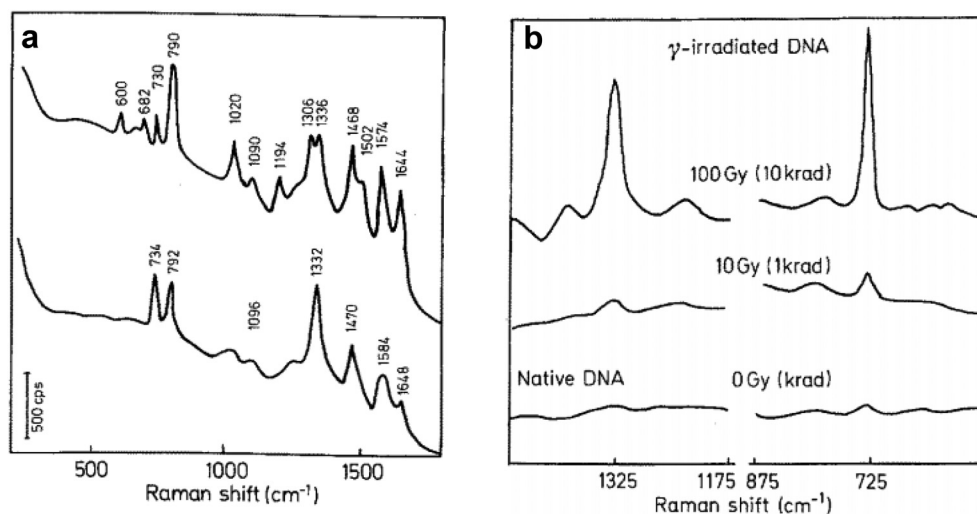 a
600
682
730
790
1020
1090
1194
1306
1336
1468
1502
1574
1644
734
792
1096
1332
1470
1584
1648
500 cps
500
1000
1500
Raman shift (cm⁻¹)
b
γ-irradiated DNA
100 Gy (10 krad)
10 Gy (1 krad)
Native DNA
0 Gy (krad)
1325
1175
875
725
Raman shift (cm⁻¹)